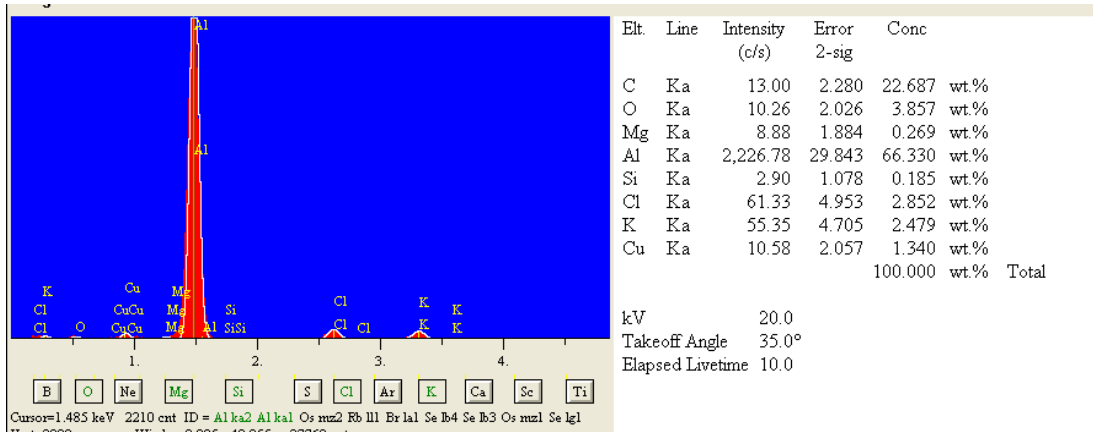 Al
Al
K Cu Mg
Cl CuCu Mg Si Cl K K
Cl O CuCu Mg Al SiSi Cl Cl K K
1. 2. 3. 4.
B O Ne Mg Si S Cl Ar K Ca Sc Ti
Cursor=1.485 keV 2210 cnt ID = Al ka2 Al ka1 Os mz2 Rb ll1 Br la1 Se lb4 Se lb3 Os mz1 Se lg1
Elt. Line Intensity Error Conc
(c/s) 2-sig
C Ka 13.00 2.280 22.687 wt.%
O Ka 10.26 2.026 3.857 wt.%
Mg Ka 8.88 1.884 0.269 wt.%
Al Ka 2,226.78 29.843 66.330 wt.%
Si Ka 2.90 1.078 0.185 wt.%
Cl Ka 61.33 4.953 2.852 wt.%
K Ka 55.35 4.705 2.479 wt.%
Cu Ka 10.58 2.057 1.340 wt.%
100.000 wt.% Total
kV 20.0
Takeoff Angle 35.0°
Elapsed Livetime 10.0